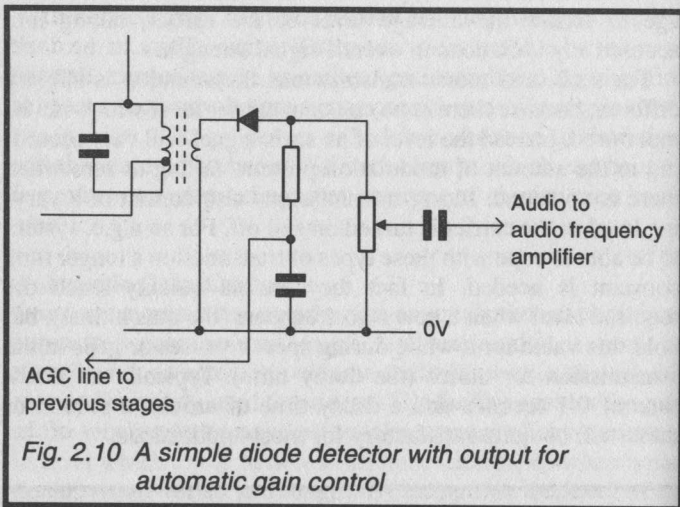 Audio to
audio frequency
amplifier
0V
AGC line to
previous stages
Fig. 2.10 A simple diode detector with output for
automatic gain control